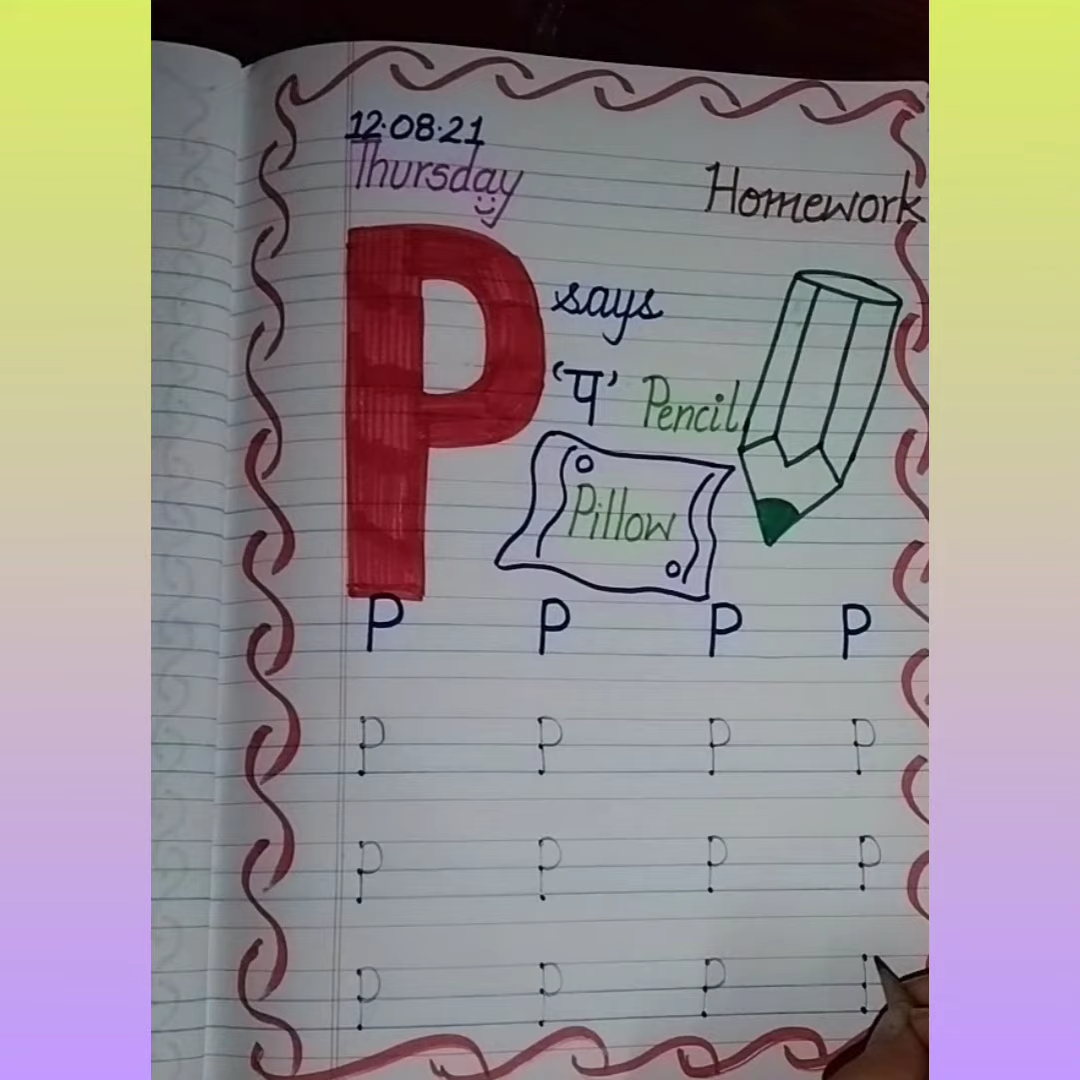 12.08.21
Thursday
Homework
P says
'प' Pencil
Pillow
P P P P
P P P P
P P P P
P P P